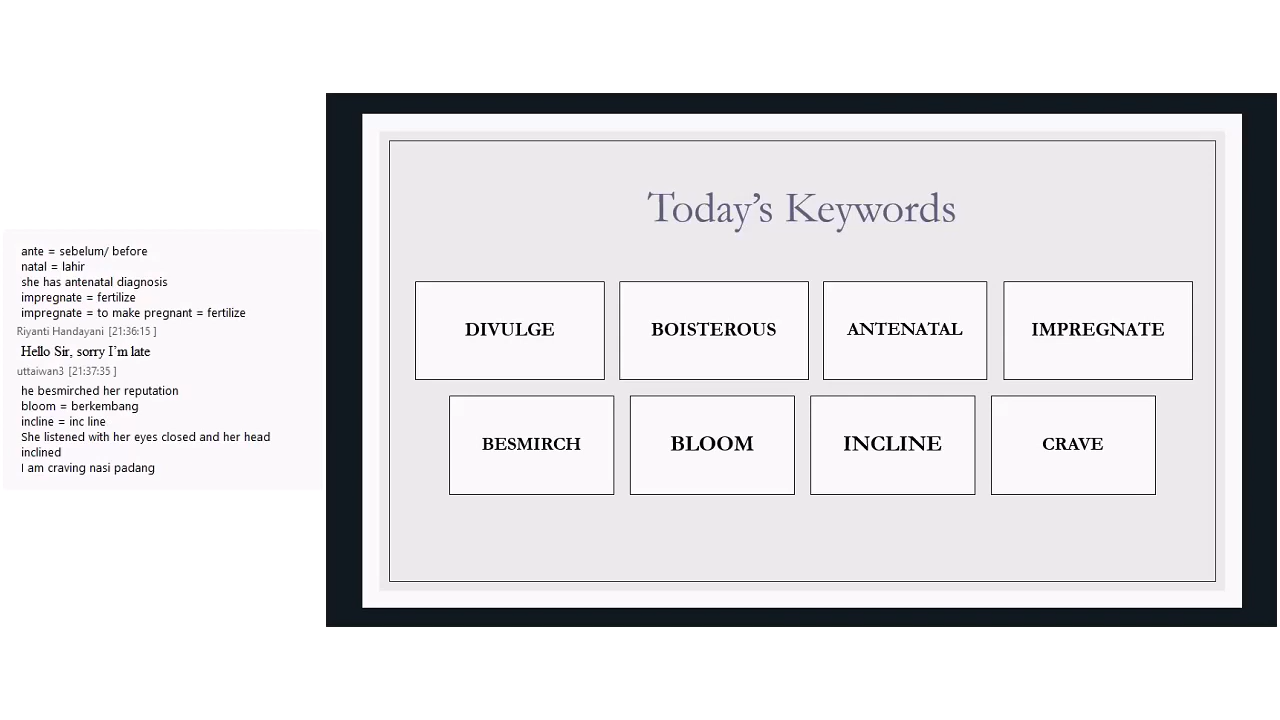 ante = sebelum/ before
natal = lahir
she has antenatal diagnosis
impregnate = fertilize
impregnate = to make pregnant = fertilize
Riyanti Handayani [21:36:15 ]
Hello Sir, sorry I'm late
uttaiwan3 [21:37:35 ]
he besmirched her reputation
bloom = berkembang
incline = inc line
She listened with her eyes closed and her head
inclined
I am craving nasi padang
Today's Keywords
DIVULGE
BOISTEROUS
ANTENATAL
IMPREGNATE
BESMIRCH
BLOOM
INCLINE
CRAVE